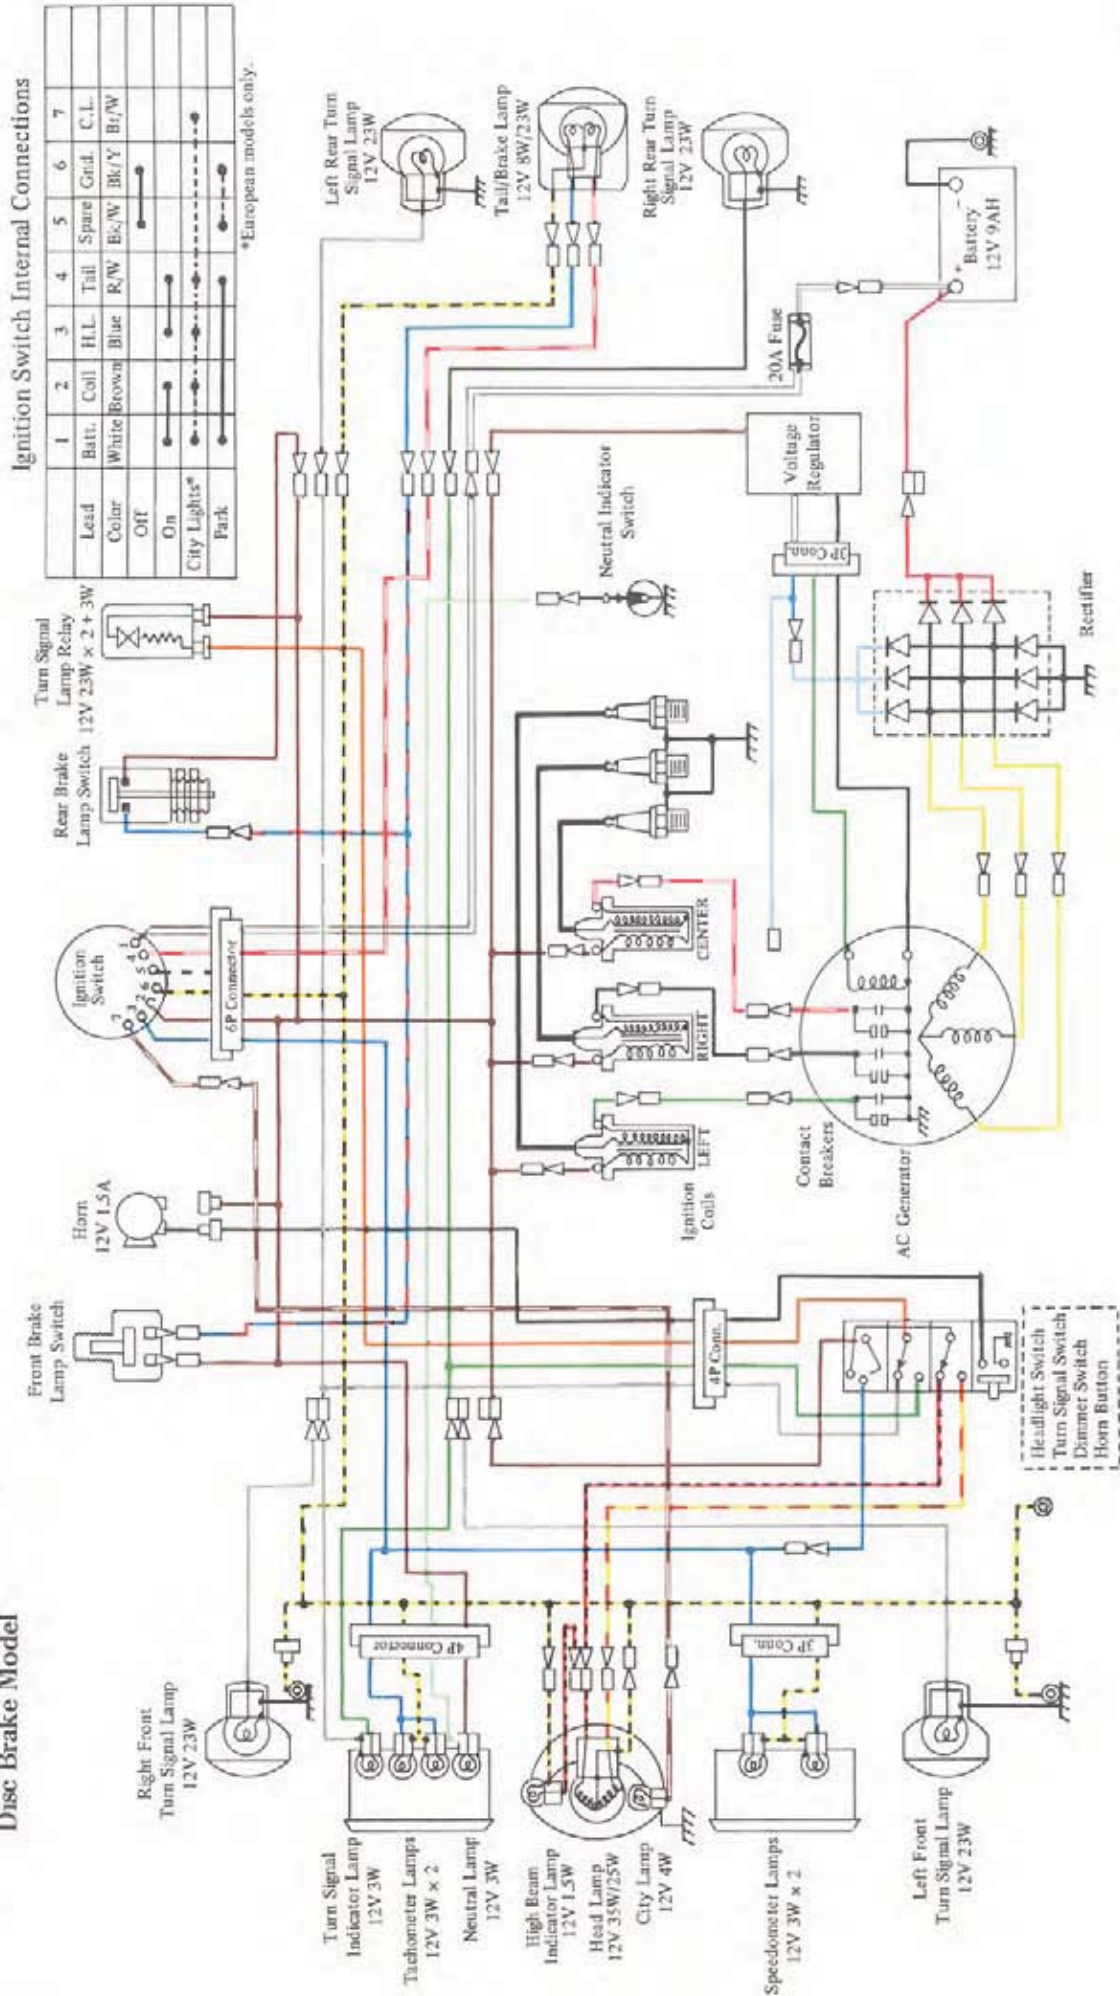 Disc Brake Model
Ignition Switch Internal Connections
1 2 3 4 5 6 7
Lead Batt. Coil H.L. Tail Spare Gnd. C.L.
Color White Brown Blue R/W Bk/W Bk/Y Br/W
Off
On
City Lights*
Park
*European models only.
Front Brake
Lamp Switch
Horn
12V 1.5A
Ignition
Switch
7 3 2 6 5 4 1
6P Connector
Rear Brake
Lamp Switch
Turn Signal
Lamp Relay
12V 23W × 2 + 3W
Left Rear Turn
Signal Lamp
12V 23W
Tail/Brake Lamp
12V 8W/23W
Right Rear Turn
Signal Lamp
12V 23W
Right Front
Turn Signal Lamp
12V 23W
4P Connector
Turn Signal
Indicator Lamp
12V 3W
Tachometer Lamps
12V 3W × 2
Neutral Lamp
12V 3W
High Beam
Indicator Lamp
12V 1.5W
Head Lamp
12V 35W/25W
City Lamp
12V 4W
3P Conn.
Speedometer Lamps
12V 3W × 2
Left Front
Turn Signal Lamp
12V 23W
4P Conn.
Headlight Switch
Turn Signal Switch
Dimmer Switch
Horn Button
LEFT
RIGHT
CENTER
Ignition
Coils
Contact
Breakers
AC Generator
Neutral Indicator
Switch
Voltage
Regulator
3P Conn.
20A Fuse
+
−
Battery
12V 9AH
Rectifier